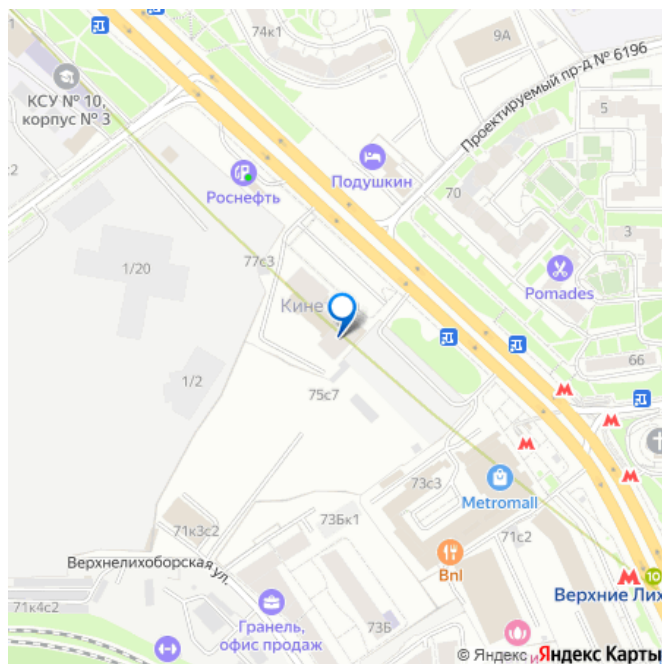 74к1
9А
КСУ № 10,
корпус № 3
Проектируемый пр-д № 6196
5
Подушкин
Роснефть
70
3
1/20
77с3
Pomades
Кине
66
1/2
75с7
73с3
Metromall
71к3с2
73Бк1
71с2
Верхнелихоборская ул.
Bnl
10
Верхние Лих
71к4с2
Гранель,
офис продаж
73Б
© Яндекс
Яндекс Карты